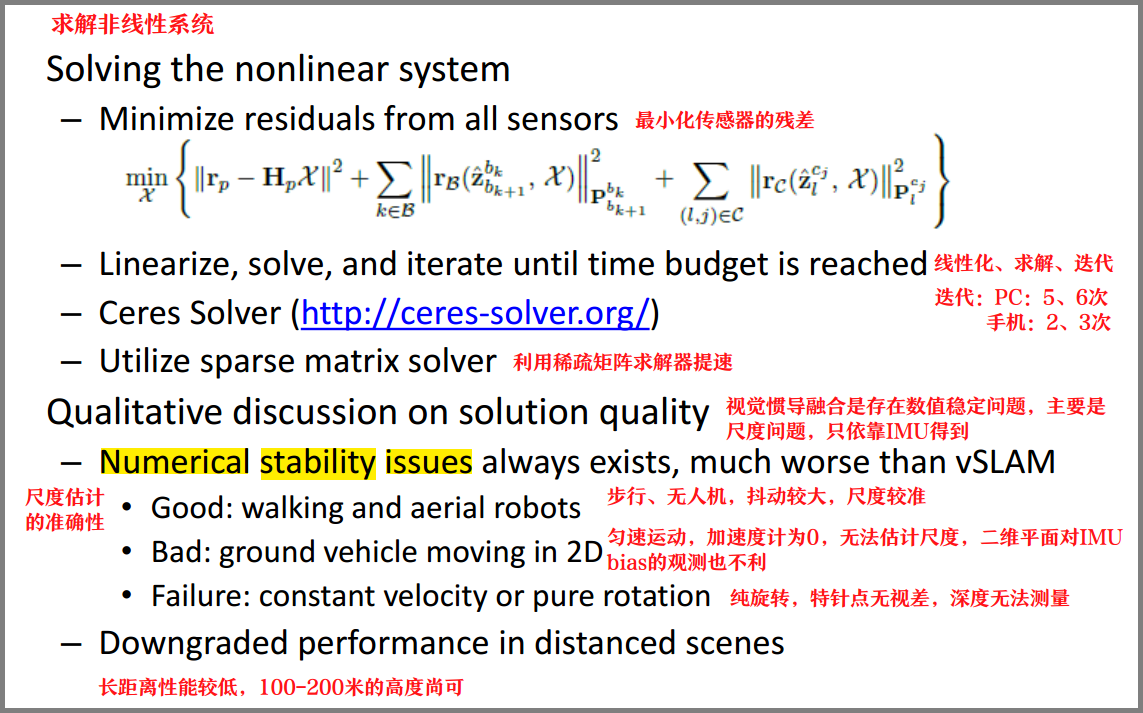 求解非线性系统
Solving the nonlinear system
– Minimize residuals from all sensors 最小化传感器的残差
$\min_{\mathcal{X}} \left\{ \left\| \mathbf{r}_p - \mathbf{H}_p \mathcal{X} \right\|^2 + \sum_{k \in \mathcal{B}} \left\| \mathbf{r}_{\mathcal{B}}(\hat{\mathbf{z}}_{b_{k+1}}^{b_k}, \mathcal{X}) \right\|_{\mathbf{P}_{b_{k+1}}^{b_k}}^2 + \sum_{(l,j) \in \mathcal{C}} \left\| \mathbf{r}_{\mathcal{C}}(\hat{\mathbf{z}}_l^{c_j}, \mathcal{X}) \right\|_{\mathbf{P}_l^{c_j}}^2 \right\}$
– Linearize, solve, and iterate until time budget is reached 线性化、求解、迭代
迭代：PC：5、6次
手机：2、3次
– Ceres Solver (http://ceres-solver.org/)
– Utilize sparse matrix solver 利用稀疏矩阵求解器提速
Qualitative discussion on solution quality 视觉惯导融合是存在数值稳定问题，主要是
尺度问题，只依靠IMU得到
– Numerical stability issues always exists, much worse than vSLAM
尺度估计
的准确性
• Good: walking and aerial robots 步行、无人机，抖动较大，尺度较准
• Bad: ground vehicle moving in 2D 匀速运动，加速度计为0，无法估计尺度，二维平面对IMU
bias的观测也不利
• Failure: constant velocity or pure rotation 纯旋转，特针点无视差，深度无法测量
– Downgraded performance in distanced scenes
长距离性能较低，100-200米的高度尚可